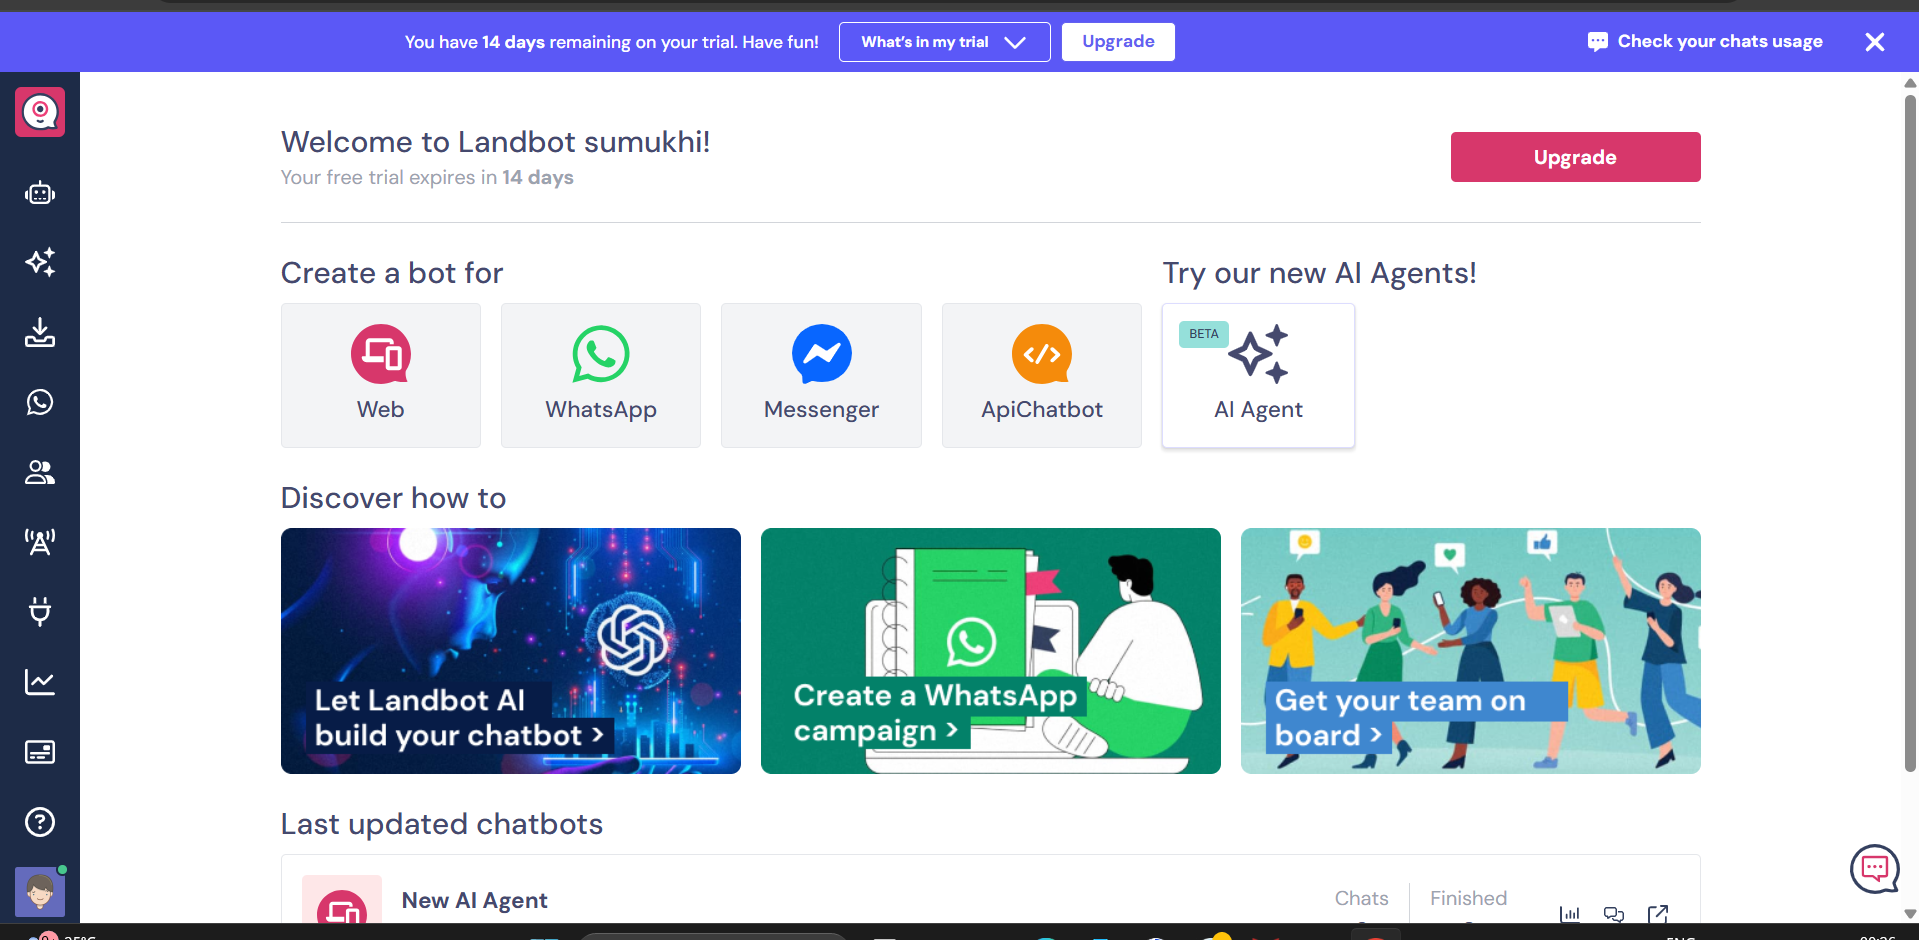 You have 14 days remaining on your trial. Have fun!
What's in my trial
Upgrade
Check your chats usage
Welcome to Landbot sumukhi!
Your free trial expires in 14 days
Upgrade
Create a bot for
Try our new AI Agents!
Web
WhatsApp
Messenger
ApiChatbot
BETA
AI Agent
Discover how to
Let Landbot AI
build your chatbot >
Create a WhatsApp
campaign >
Get your team on
board >
Last updated chatbots
New AI Agent
Chats
Finished